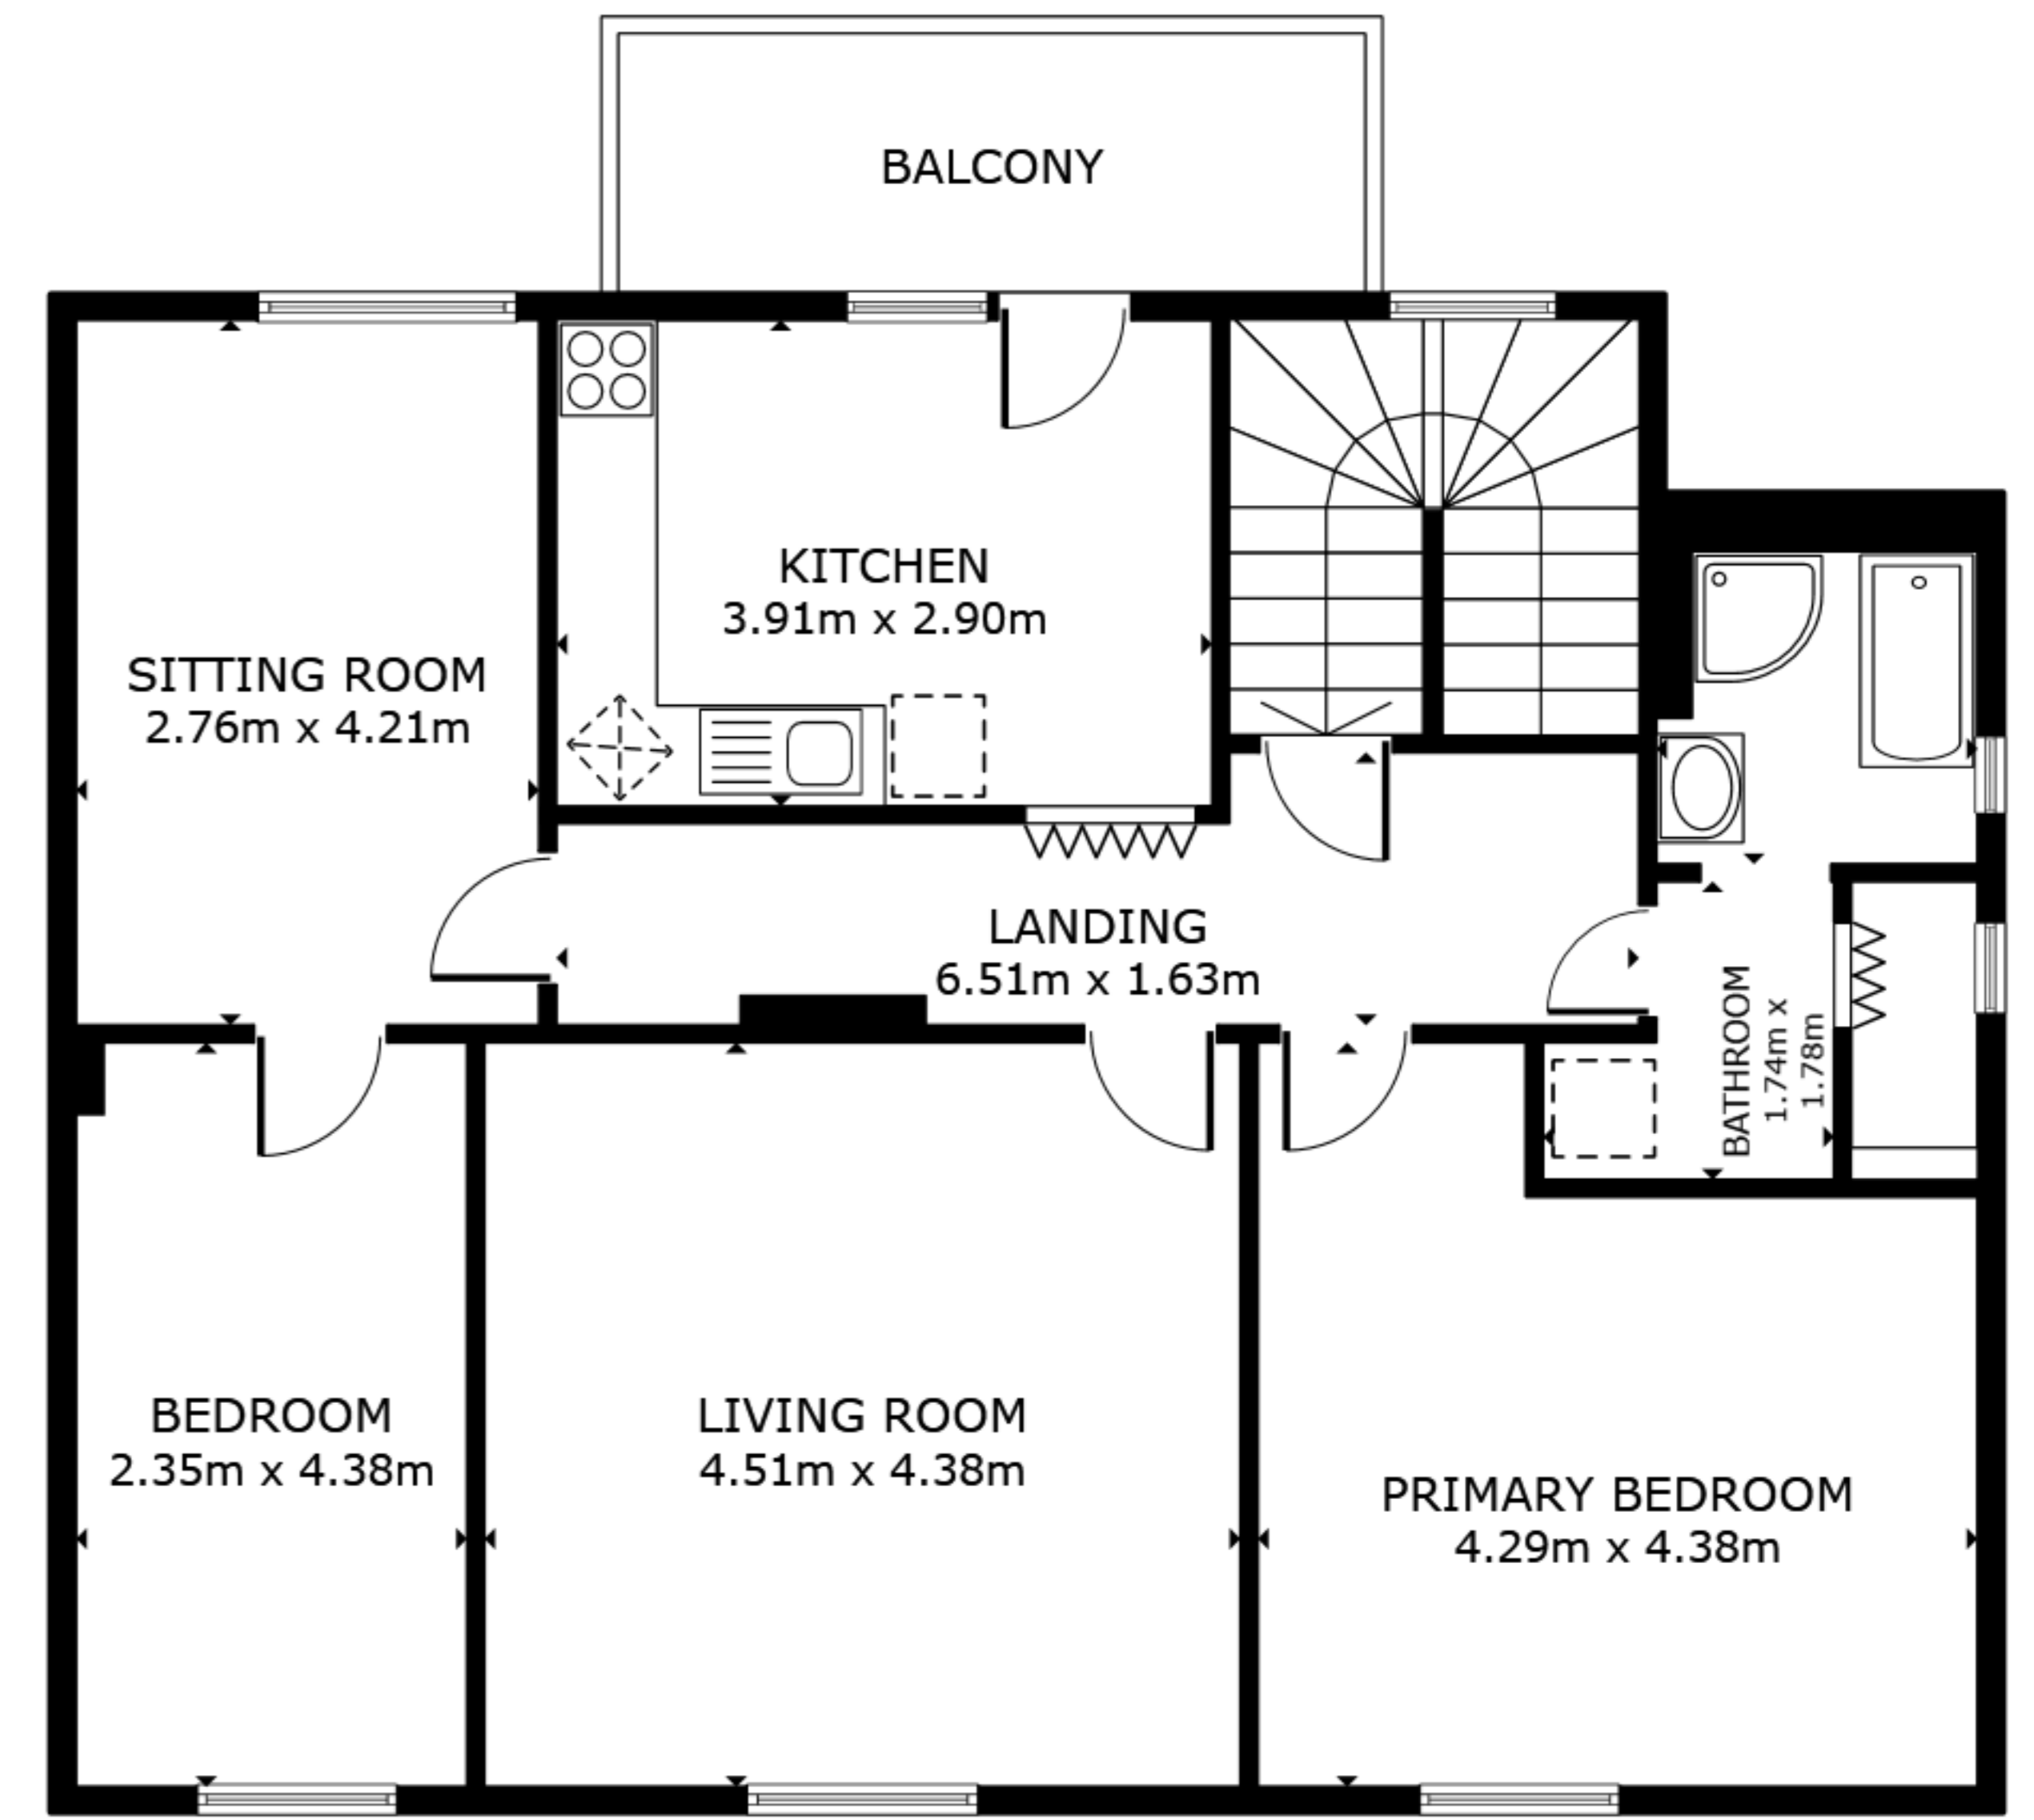 BALCONY
KITCHEN
3.91m x 2.90m
SITTING ROOM
2.76m x 4.21m
LANDING
6.51m x 1.63m
BATHROOM
1.74m x
1.78m
BEDROOM
2.35m x 4.38m
LIVING ROOM
4.51m x 4.38m
PRIMARY BEDROOM
4.29m x 4.38m